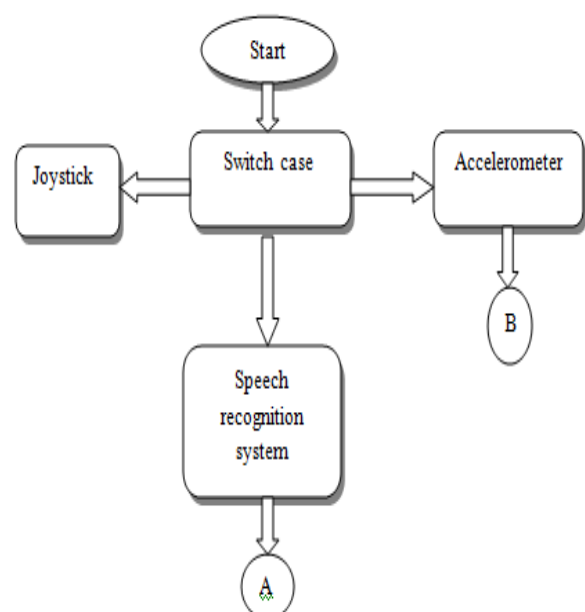 Start
Joystick
Switch case
Accelerometer
B
Speech
recognition
system
A